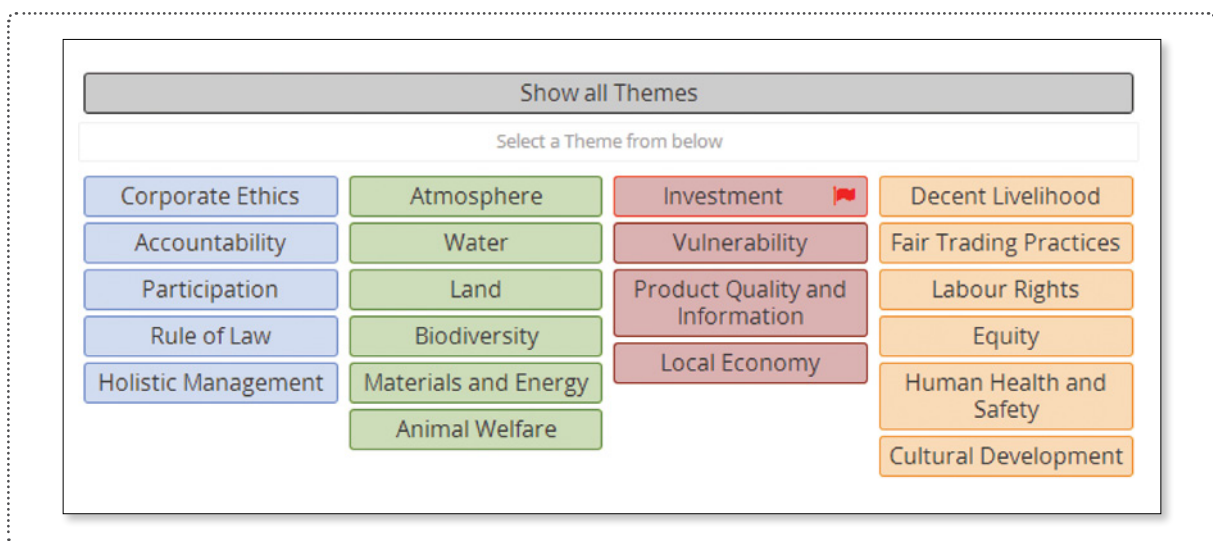 Show all Themes
Select a Theme from below
Corporate Ethics
Accountability
Participation
Rule of Law
Holistic Management
Atmosphere
Water
Land
Biodiversity
Materials and Energy
Animal Welfare
Investment
Vulnerability
Product Quality and
Information
Local Economy
Decent Livelihood
Fair Trading Practices
Labour Rights
Equity
Human Health and
Safety
Cultural Development